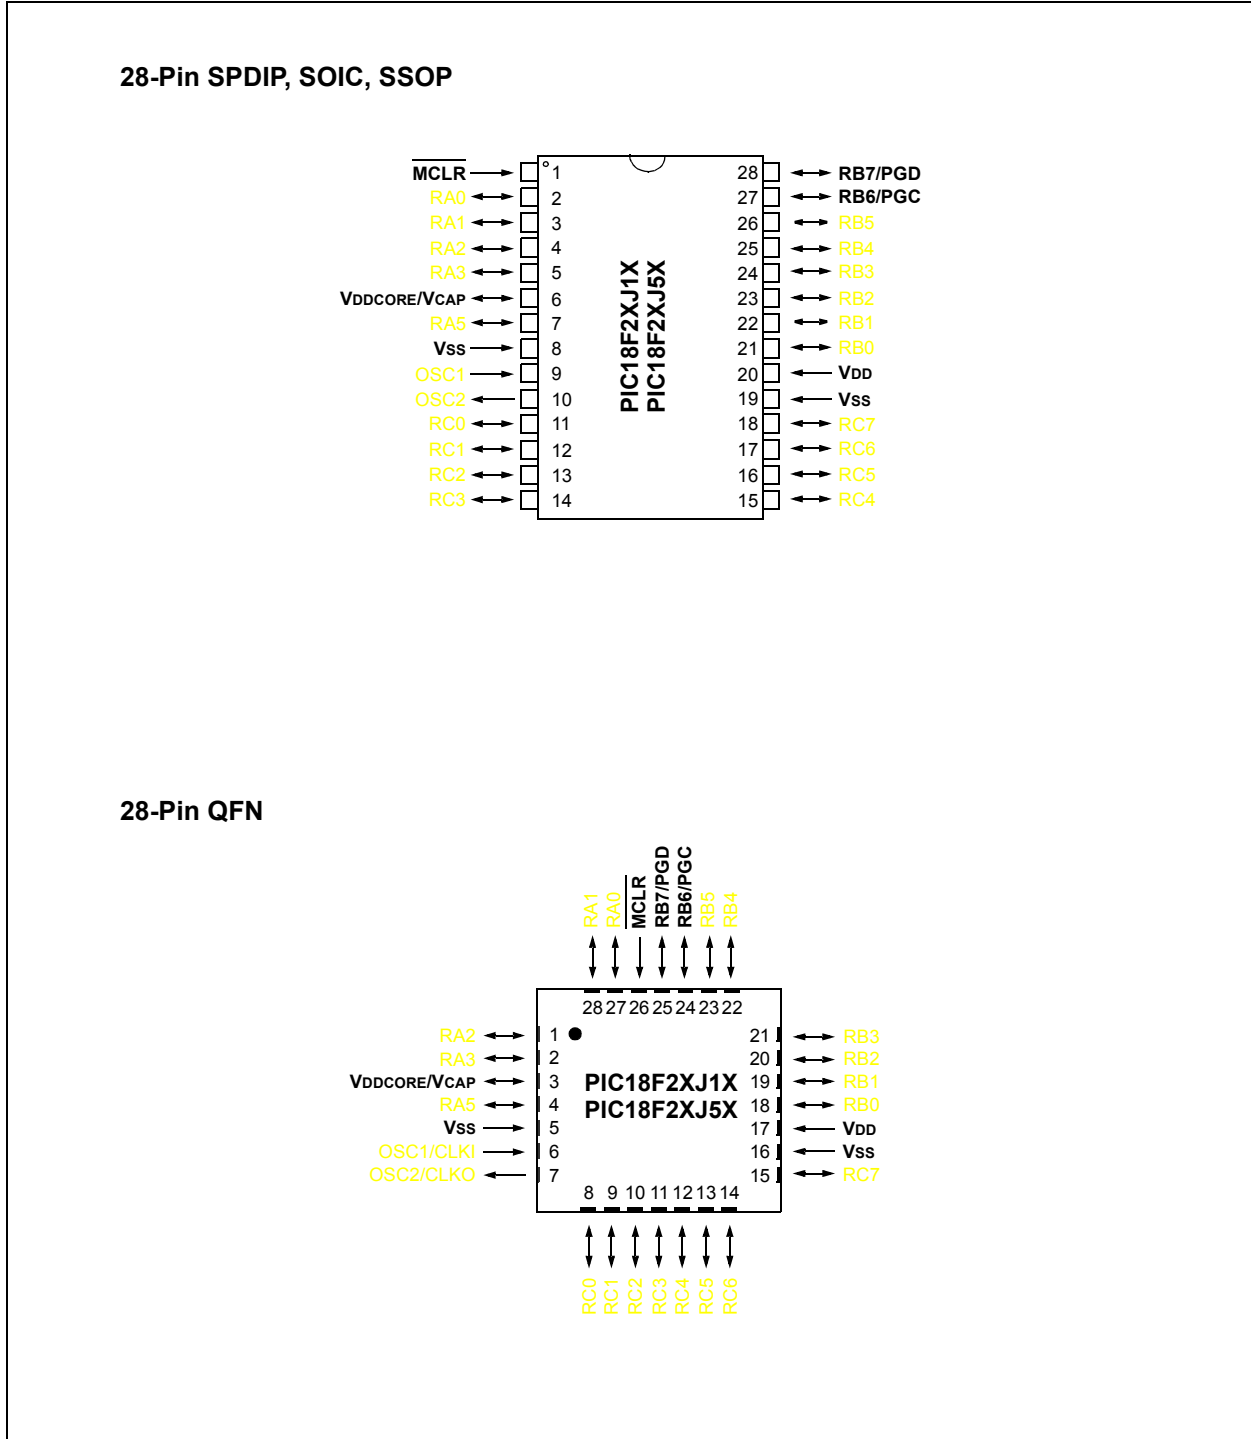 28-Pin SPDIP, SOIC, SSOP
MCLR 1 28 RB7/PGD
RA0 2 27 RB6/PGC
RA1 3 26 RB5
RA2 4 25 RB4
RA3 5 24 RB3
VDDCORE/VCAP 6 23 RB2
RA5 7 22 RB1
VSS 8 21 RB0
OSC1 9 20 VDD
OSC2 10 19 VSS
RC0 11 18 RC7
RC1 12 17 RC6
RC2 13 16 RC5
RC3 14 15 RC4
PIC18F2XJ1X
PIC18F2XJ5X
28-Pin QFN
RA1 RA0 MCLR RB7/PGD RB6/PGC RB5 RB4
28 27 26 25 24 23 22
RA2 1 21 RB3
RA3 2 20 RB2
VDDCORE/VCAP 3 PIC18F2XJ1X 19 RB1
RA5 4 PIC18F2XJ5X 18 RB0
VSS 5 17 VDD
OSC1/CLKI 6 16 VSS
OSC2/CLKO 7 15 RC7
8 9 10 11 12 13 14
RC0 RC1 RC2 RC3 RC4 RC5 RC6